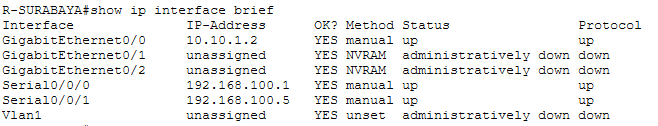 R-SURABAYA#show ip interface brief
Interface              IP-Address      OK? Method Status                Protocol
GigabitEthernet0/0     10.10.1.2       YES manual up                    up
GigabitEthernet0/1     unassigned      YES NVRAM  administratively down down
GigabitEthernet0/2     unassigned      YES NVRAM  administratively down down
Serial0/0/0            192.168.100.1   YES manual up                    up
Serial0/0/1            192.168.100.5   YES manual up                    up
Vlan1                  unassigned      YES unset  administratively down down